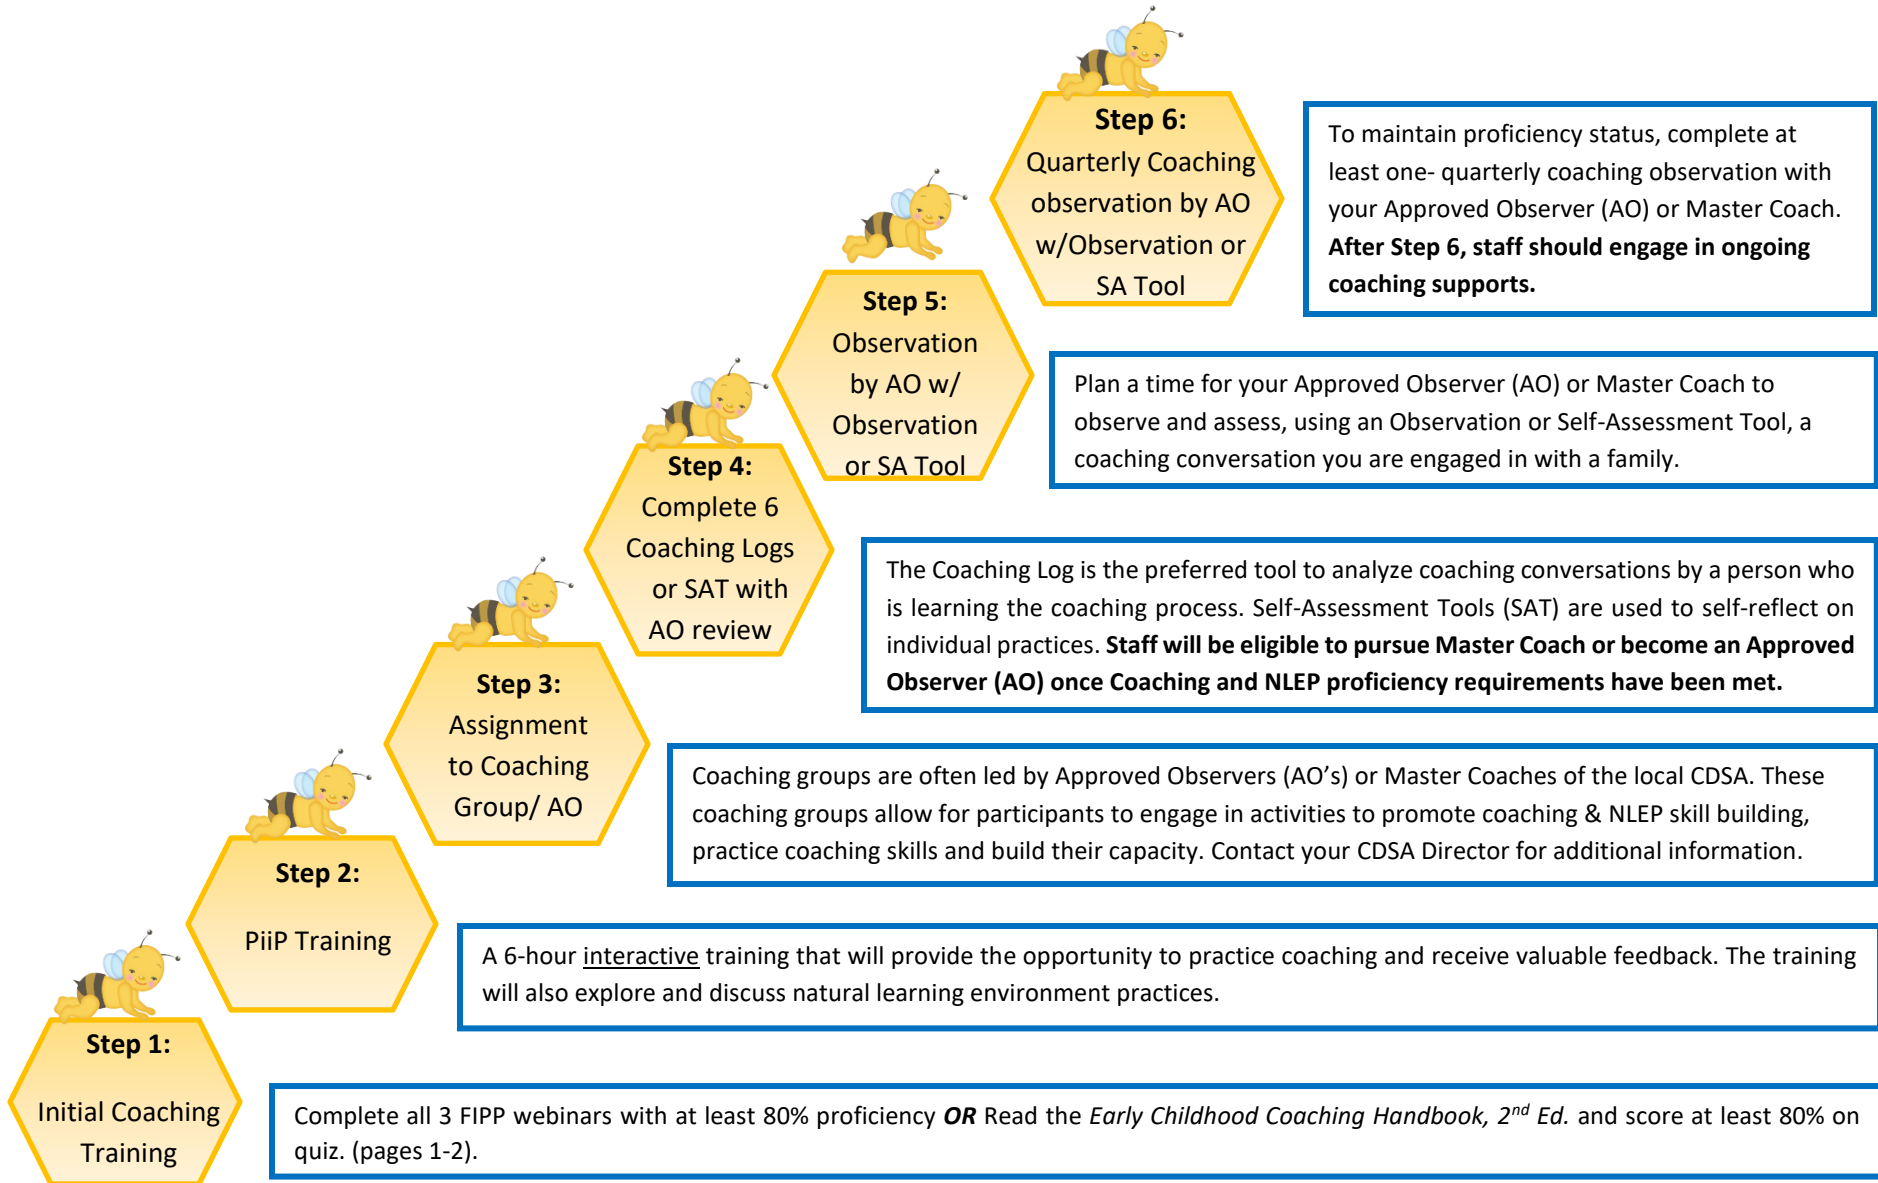 Step 6:
Quarterly Coaching
observation by AO
w/Observation or
SA Tool
To maintain proficiency status, complete at
least one- quarterly coaching observation with
your Approved Observer (AO) or Master Coach.
After Step 6, staff should engage in ongoing
coaching supports.
Step 5:
Observation
by AO w/
Observation
or SA Tool
Plan a time for your Approved Observer (AO) or Master Coach to
observe and assess, using an Observation or Self-Assessment Tool, a
coaching conversation you are engaged in with a family.
Step 4:
Complete 6
Coaching Logs
or SAT with
AO review
The Coaching Log is the preferred tool to analyze coaching conversations by a person who
is learning the coaching process. Self-Assessment Tools (SAT) are used to self-reflect on
individual practices. Staff will be eligible to pursue Master Coach or become an Approved
Observer (AO) once Coaching and NLEP proficiency requirements have been met.
Step 3:
Assignment
to Coaching
Group/ AO
Coaching groups are often led by Approved Observers (AO's) or Master Coaches of the local CDSA. These
coaching groups allow for participants to engage in activities to promote coaching & NLEP skill building,
practice coaching skills and build their capacity. Contact your CDSA Director for additional information.
Step 2:
PiiP Training
A 6-hour interactive training that will provide the opportunity to practice coaching and receive valuable feedback. The training
will also explore and discuss natural learning environment practices.
Step 1:
Initial Coaching
Training
Complete all 3 FIPP webinars with at least 80% proficiency OR Read the Early Childhood Coaching Handbook, 2nd Ed. and score at least 80% on
quiz. (pages 1-2).